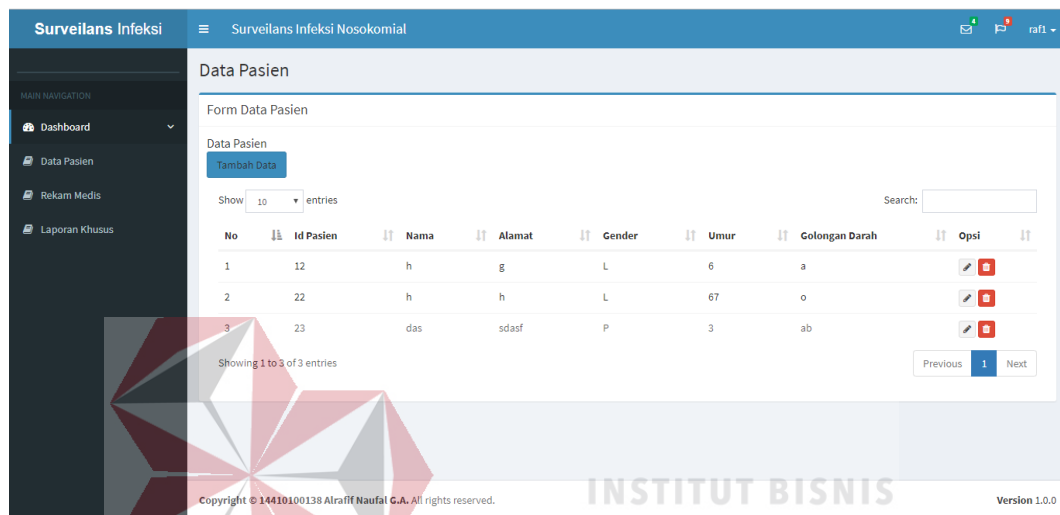 Surveilans Infeksi
Surveilans Infeksi Nosokomial
4
9
raf1
Data Pasien
MAIN NAVIGATION
Dashboard
Data Pasien
Rekam Medis
Laporan Khusus
Form Data Pasien
Data Pasien
Tambah Data
Show 10 entries
Search:
No Id Pasien Nama Alamat Gender Umur Golongan Darah Opsi
1 12 h g L 6 a
2 22 h h L 67 o
3 23 das sdasf P 3 ab
Showing 1 to 3 of 3 entries
Previous 1 Next
INSTITUT BISNIS
Copyright © 14410100138 Alrafif Naufal G.A. All rights reserved.
Version 1.0.0